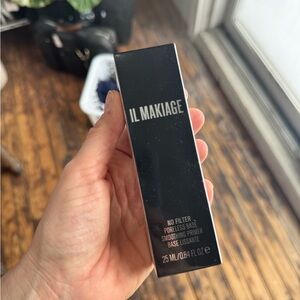 IL MAKIAGE
NO FILTER
PORELESS BASE
SMOOTHING PRIMER
BASE LISSANTE
25 ML/0.84 FL OZ ℮